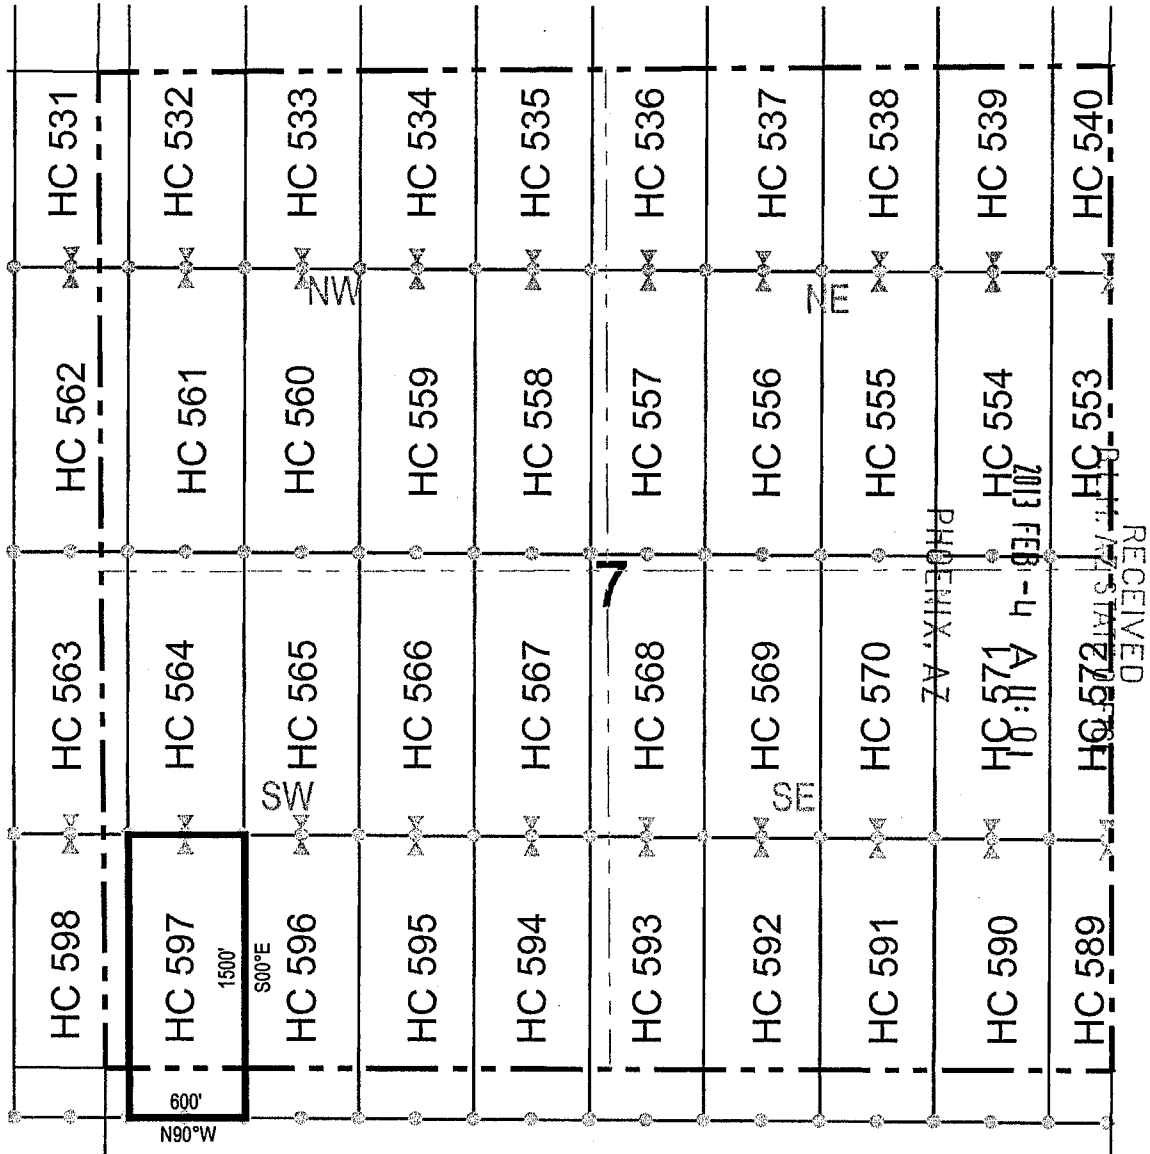 HC 531
HC 532
HC 533
HC 534
HC 535
HC 536
HC 537
HC 538
HC 539
HC 540
NW
NE
HC 562
HC 561
HC 560
HC 559
HC 558
HC 557
HC 556
HC 555
HC 554
HC 553
RECEIVED
B.L.M. AZ STATE OFFICE
2013 FEB -4 A 11:01
PHOENIX, AZ
7
HC 563
HC 564
HC 565
HC 566
HC 567
HC 568
HC 569
HC 570
HC 571
HC 572
SW
SE
HC 598
HC 597
1500'
S00°E
HC 596
HC 595
HC 594
HC 593
HC 592
HC 591
HC 590
HC 589
600'
N90°W